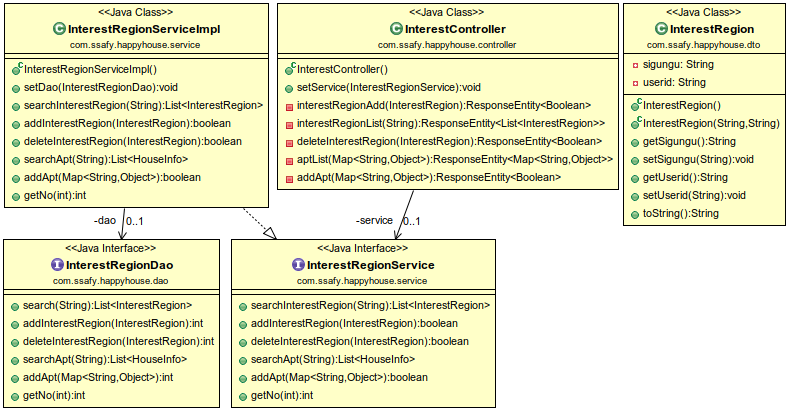 <<Java Class>>
InterestRegionServiceImpl
com.ssafy.happyhouse.service
InterestRegionServiceImpl()
setDao(InterestRegionDao):void
searchInterestRegion(String):List<InterestRegion>
addInterestRegion(InterestRegion):boolean
deleteInterestRegion(InterestRegion):boolean
searchApt(String):List<HouseInfo>
addApt(Map<String,Object>):boolean
getNo(int):int
<<Java Class>>
InterestController
com.ssafy.happyhouse.controller
InterestController()
setService(InterestRegionService):void
interestRegionAdd(InterestRegion):ResponseEntity<Boolean>
interestRegionList(String):ResponseEntity<List<InterestRegion>>
deleteInterestRegion(InterestRegion):ResponseEntity<Boolean>
aptList(Map<String,Object>):ResponseEntity<Map<String,Object>>
addApt(Map<String,Object>):ResponseEntity<Boolean>
<<Java Class>>
InterestRegion
com.ssafy.happyhouse.dto
sigungu: String
userid: String
InterestRegion()
InterestRegion(String,String)
getSigungu():String
setSigungu(String):void
getUserid():String
setUserid(String):void
toString():String
-dao
0..1
-service
0..1
<<Java Interface>>
InterestRegionDao
com.ssafy.happyhouse.dao
search(String):List<InterestRegion>
addInterestRegion(InterestRegion):int
deleteInterestRegion(InterestRegion):int
searchApt(String):List<HouseInfo>
addApt(Map<String,Object>):int
getNo(int):int
<<Java Interface>>
InterestRegionService
com.ssafy.happyhouse.service
searchInterestRegion(String):List<InterestRegion>
addInterestRegion(InterestRegion):boolean
deleteInterestRegion(InterestRegion):boolean
searchApt(String):List<HouseInfo>
addApt(Map<String,Object>):boolean
getNo(int):int